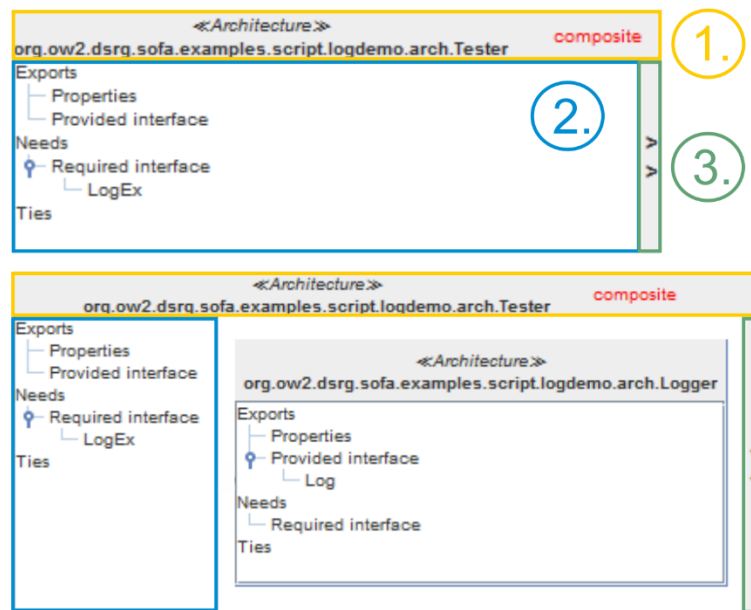 ≪Architecture≫
org.ow2.dsrg.sofa.examples.script.logdemo.arch.Tester
composite
1.
Exports
Properties
Provided interface
Needs
Required interface
LogEx
Ties
2.
>
>
3.
≪Architecture≫
org.ow2.dsrg.sofa.examples.script.logdemo.arch.Tester
composite
Exports
Properties
Provided interface
Needs
Required interface
LogEx
Ties
≪Architecture≫
org.ow2.dsrg.sofa.examples.script.logdemo.arch.Logger
Exports
Properties
Provided interface
Log
Needs
Required interface
Ties